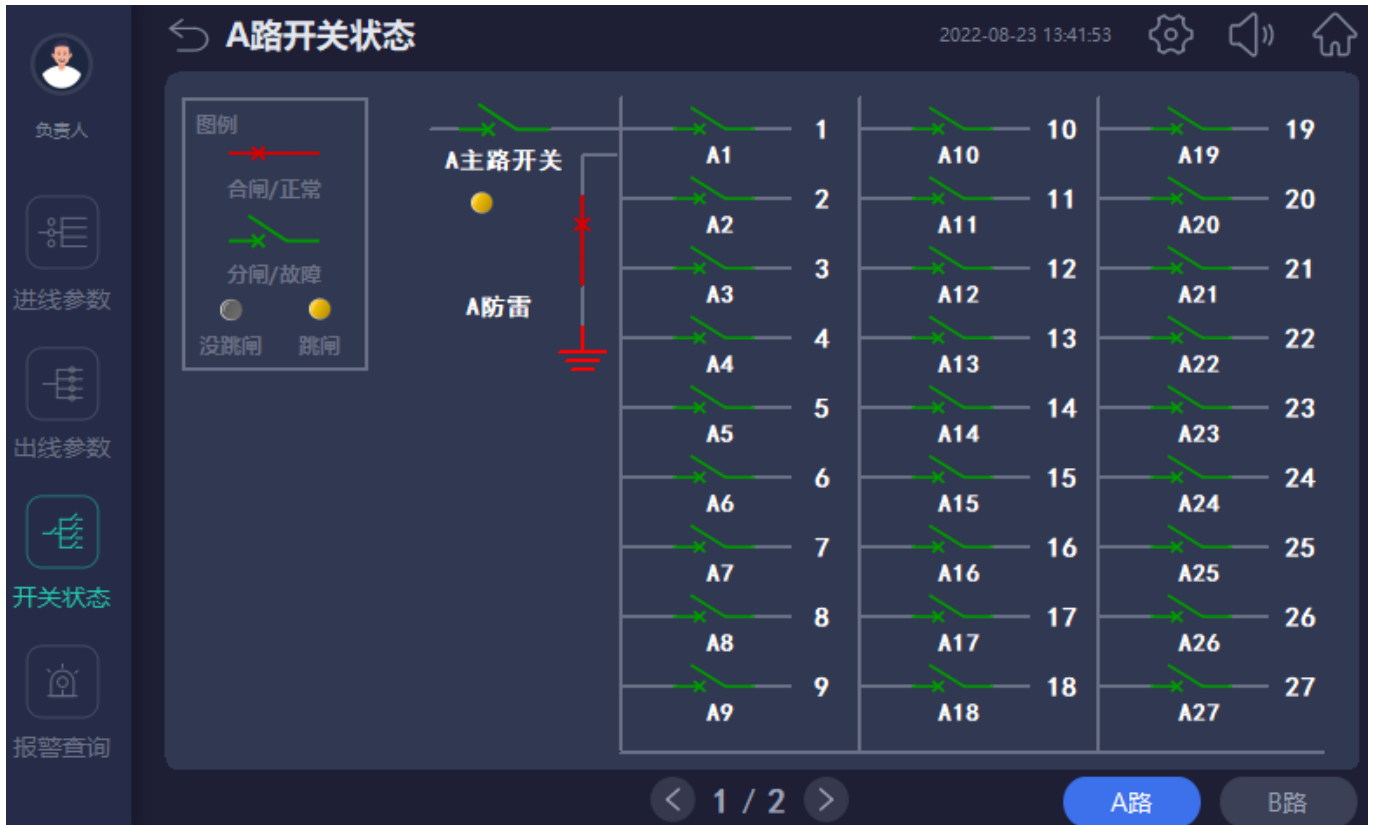 A路开关状态
2022-08-23 13:41:53
负责人
进线参数
出线参数
开关状态
报警查询
图例
合闸/正常
分闸/故障
没跳闸 跳闸
A主路开关
A防雷
1 10 19
A1 A10 A19
2 11 20
A2 A11 A20
3 12 21
A3 A12 A21
4 13 22
A4 A13 A22
5 14 23
A5 A14 A23
6 15 24
A6 A15 A24
7 16 25
A7 A16 A25
8 17 26
A8 A17 A26
9 18 27
A9 A18 A27
1 / 2
A路 B路